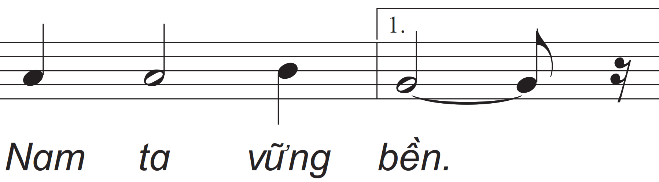 1.
Nam ta vững bền.